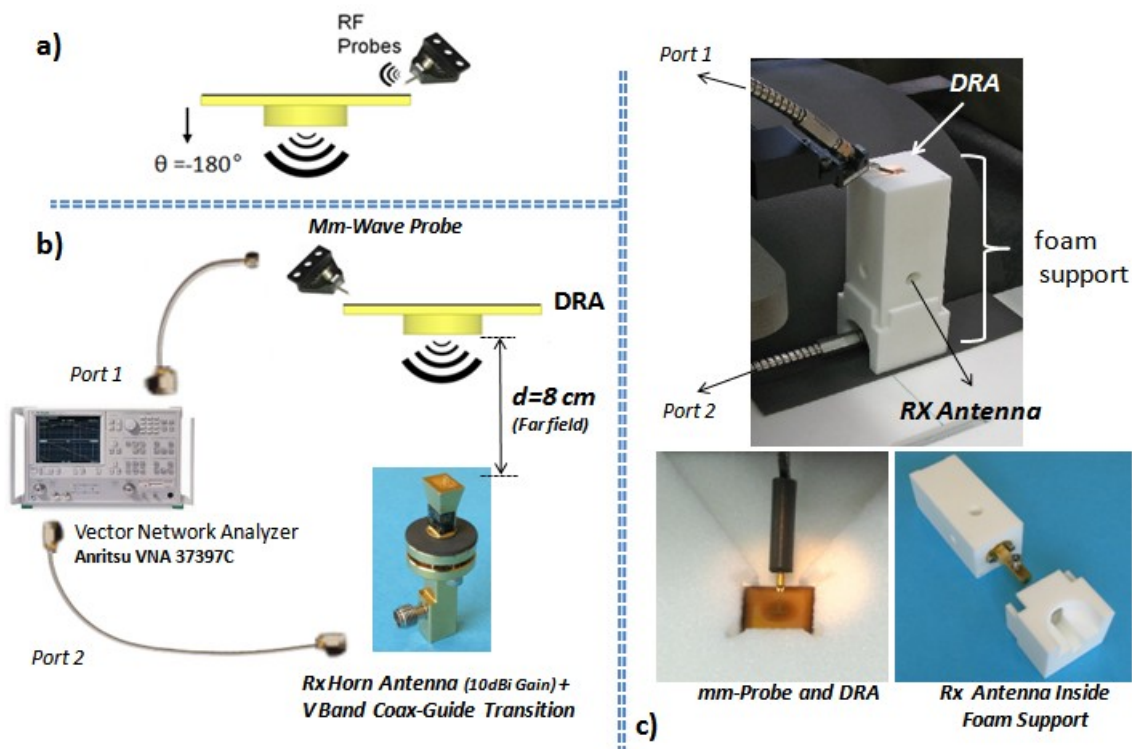 a)
RF
Probes
θ =-180°
b)
Mm-Wave Probe
DRA
Port 1
d=8 cm
(Far field)
Vector Network Analyzer
Anritsu VNA 37397C
Port 2
Rx Horn Antenna (10dBi Gain) +
V Band Coax-Guide Transition
Port 1
DRA
foam
support
Port 2
RX Antenna
mm-Probe and DRA
Rx Antenna Inside
Foam Support
c)